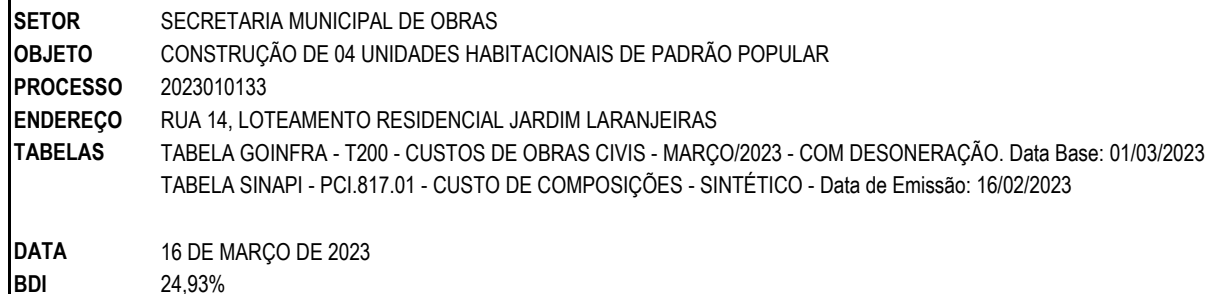 SETOR SECRETARIA MUNICIPAL DE OBRAS
OBJETO CONSTRUÇÃO DE 04 UNIDADES HABITACIONAIS DE PADRÃO POPULAR
PROCESSO 2023010133
ENDEREÇO RUA 14, LOTEAMENTO RESIDENCIAL JARDIM LARANJEIRAS
TABELAS TABELA GOINFRA - T200 - CUSTOS DE OBRAS CIVIS - MARÇO/2023 - COM DESONERAÇÃO. Data Base: 01/03/2023
TABELA SINAPI - PCI.817.01 - CUSTO DE COMPOSIÇÕES - SINTÉTICO - Data de Emissão: 16/02/2023
DATA 16 DE MARÇO DE 2023
BDI 24,93%